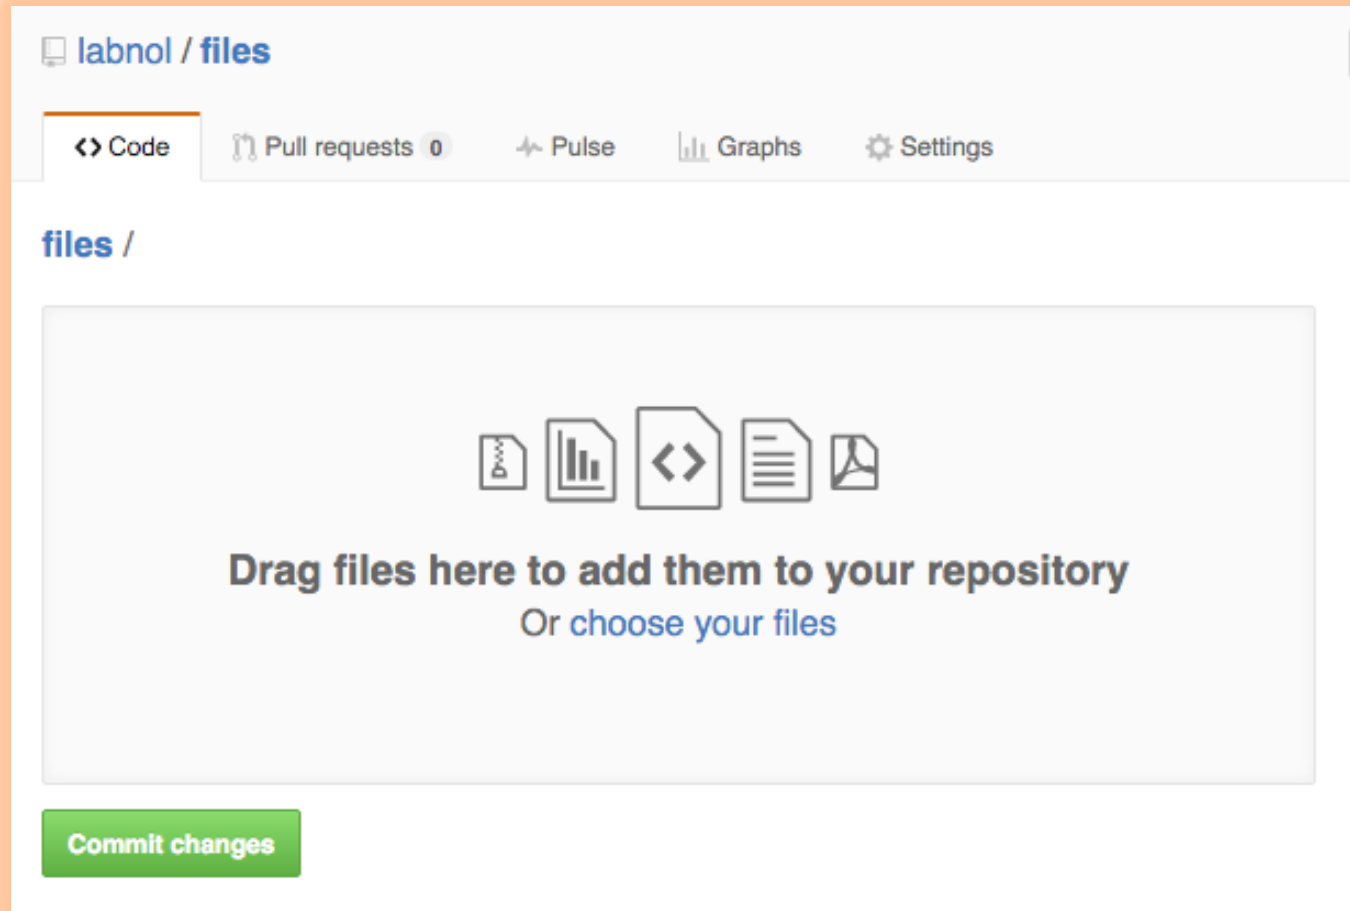 labnol / files
<> Code Pull requests 0 Pulse Graphs Settings
files /
Drag files here to add them to your repository
Or choose your files
Commit changes